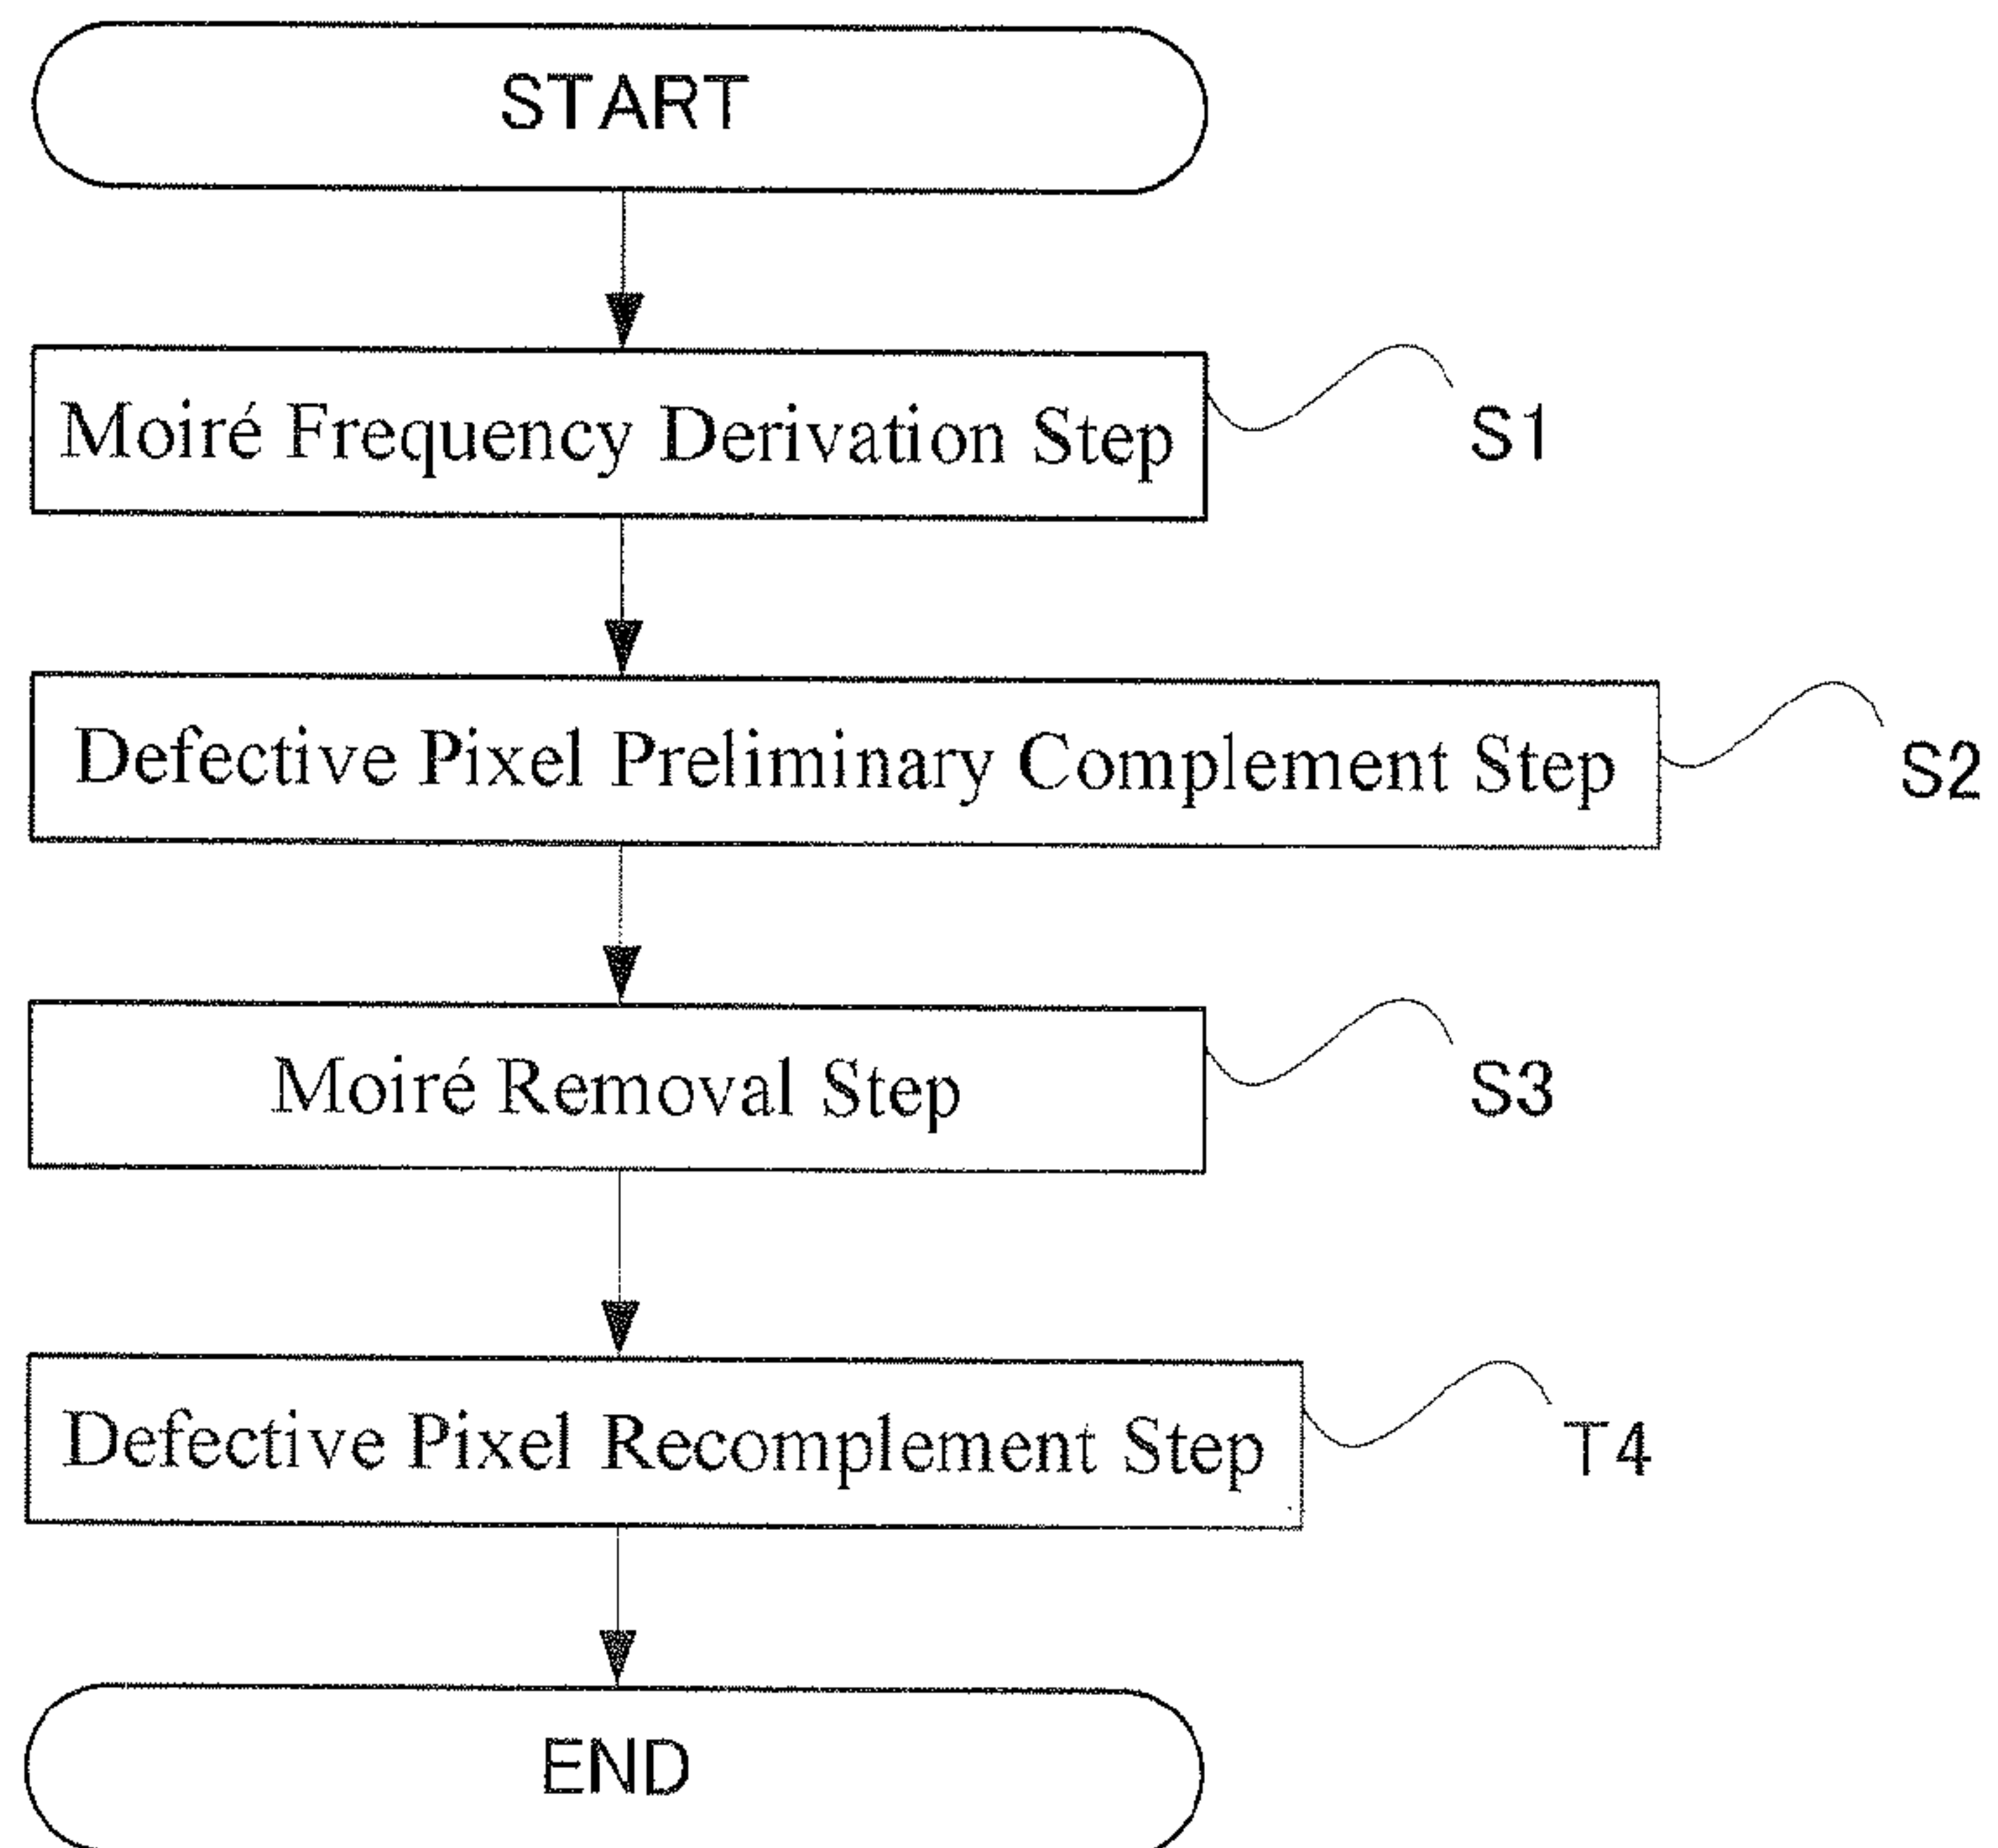 START
Moiré Frequency Derivation Step
S1
Defective Pixel Preliminary Complement Step
S2
Moiré Removal Step
S3
Defective Pixel Recomplement Step
T4
END